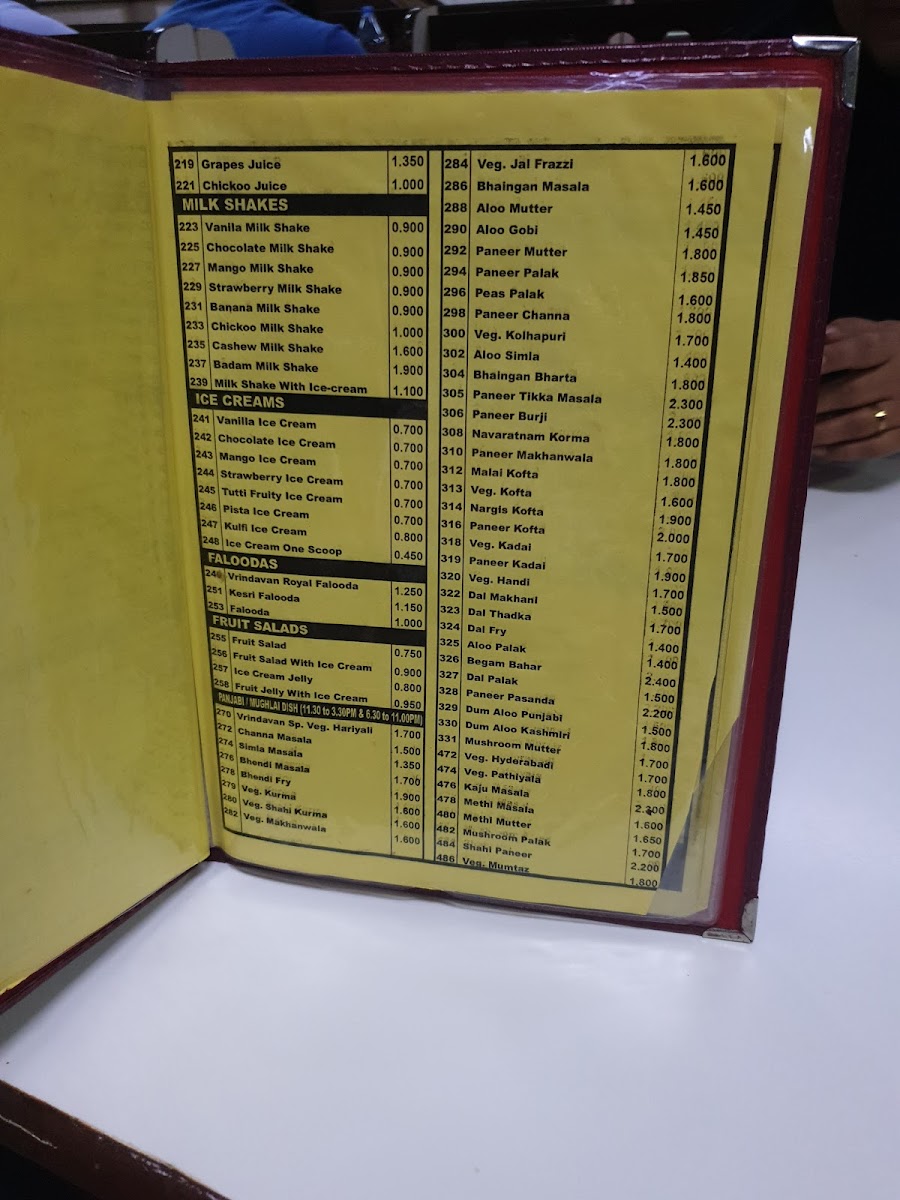 219 Grapes Juice 1.350
221 Chickoo Juice 1.000
MILK SHAKES
223 Vanila Milk Shake 0.900
225 Chocolate Milk Shake 0.900
227 Mango Milk Shake 0.900
229 Strawberry Milk Shake 0.900
231 Banana Milk Shake 0.900
233 Chickoo Milk Shake 1.000
235 Cashew Milk Shake 1.600
237 Badam Milk Shake 1.900
239 Milk Shake With Ice-cream 1.100
ICE CREAMS
241 Vanilla Ice Cream 0.700
242 Chocolate Ice Cream 0.700
243 Mango Ice Cream 0.700
244 Strawberry Ice Cream 0.700
245 Tutti Fruity Ice Cream 0.700
246 Pista Ice Cream 0.700
247 Kulfi Ice Cream 0.800
248 Ice Cream One Scoop 0.450
FALOODAS
Vrindavan Royal Falooda 1.250
251 Kesri Falooda 1.150
253 Falooda 1.000
FRUIT SALADS
255 Fruit Salad 0.750
256 Fruit Salad With Ice Cream 0.900
257 Ice Cream Jelly 0.800
258 Fruit Jelly With Ice Cream 0.950
PANJABI / MUGHLAI DISH (11.30 to 3.30PM & 6.30 to 11.00PM)
270 Vrindavan Sp. Veg. Hariyali 1.700
272 Channa Masala 1.500
274 Simla Masala 1.350
276 Bhendi Masala 1.700
278 Bhendi Fry 1.900
279 Veg. Kurma 1.600
280 Veg. Shahi Kurma 1.600
282 Veg. Makhanwala 1.600
284 Veg. Jal Frazzi 1.600
286 Bhaingan Masala 1.600
288 Aloo Mutter 1.450
290 Aloo Gobi 1.450
292 Paneer Mutter 1.800
294 Paneer Palak 1.850
296 Peas Palak 1.600
298 Paneer Channa 1.800
300 Veg. Kolhapuri 1.700
302 Aloo Simla 1.400
304 Bhaingan Bharta 1.800
305 Paneer Tikka Masala 2.300
306 Paneer Burji 2.300
308 Navaratnam Korma 1.800
310 Paneer Makhanwala 1.800
312 Malai Kofta 1.800
313 Veg. Kofta 1.600
314 Nargis Kofta 1.900
316 Paneer Kofta 2.000
318 Veg. Kadai 1.700
319 Paneer Kadai 1.900
320 Veg. Handi 1.700
322 Dal Makhani 1.500
323 Dal Thadka 1.700
324 Dal Fry 1.400
325 Aloo Palak 1.400
326 Begam Bahar 2.400
327 Dal Palak 1.500
328 Paneer Pasanda 2.200
329 Dum Aloo Punjabi 1.500
330 Dum Aloo Kashmiri 1.800
331 Mushroom Mutter 1.700
472 Veg. Hyderabadi 1.700
474 Veg. Pathiyala 1.800
476 Kaju Masala
478 Methi Masala 1.600
480 Methi Mutter 1.650
482 Mushroom Palak 1.700
484 Shahi Paneer 2.200
486 Veg. Mumtaz 1.800